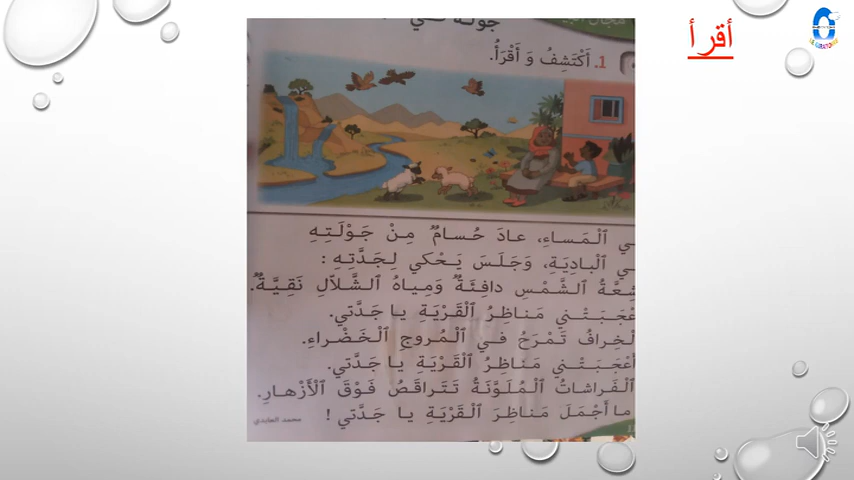 أقرأ
1. أَكْتَشِفُ وَ أَقْرَأُ.
الْمَساءِ، عادَ حُسامٌ مِنْ جَوْلَتِهِ
الْبادِيَةِ، وَجَلَسَ يَحْكي لِجَدَّتِهِ :
الشَّمْسِ دافِئَةٌ وَمِياهُ الشَّلاّلِ نَقِيَّةٌ.
مَناظِرُ الْقَرْيَةِ يا جَدَّتي.
الْخِرافُ تَمْرَحُ في الْمُروجِ الْخَضْراءِ.
أَعْجَبَتْني مَناظِرُ الْقَرْيَةِ يا جَدَّتي.
الْفَراشاتُ الْمُلَوَّنَةُ تَتَراقَصُ فَوْقَ الْأَزْهارِ.
ما أَجْمَلَ مَناظِرَ الْقَرْيَةِ يا جَدَّتي !
محمد العابدي